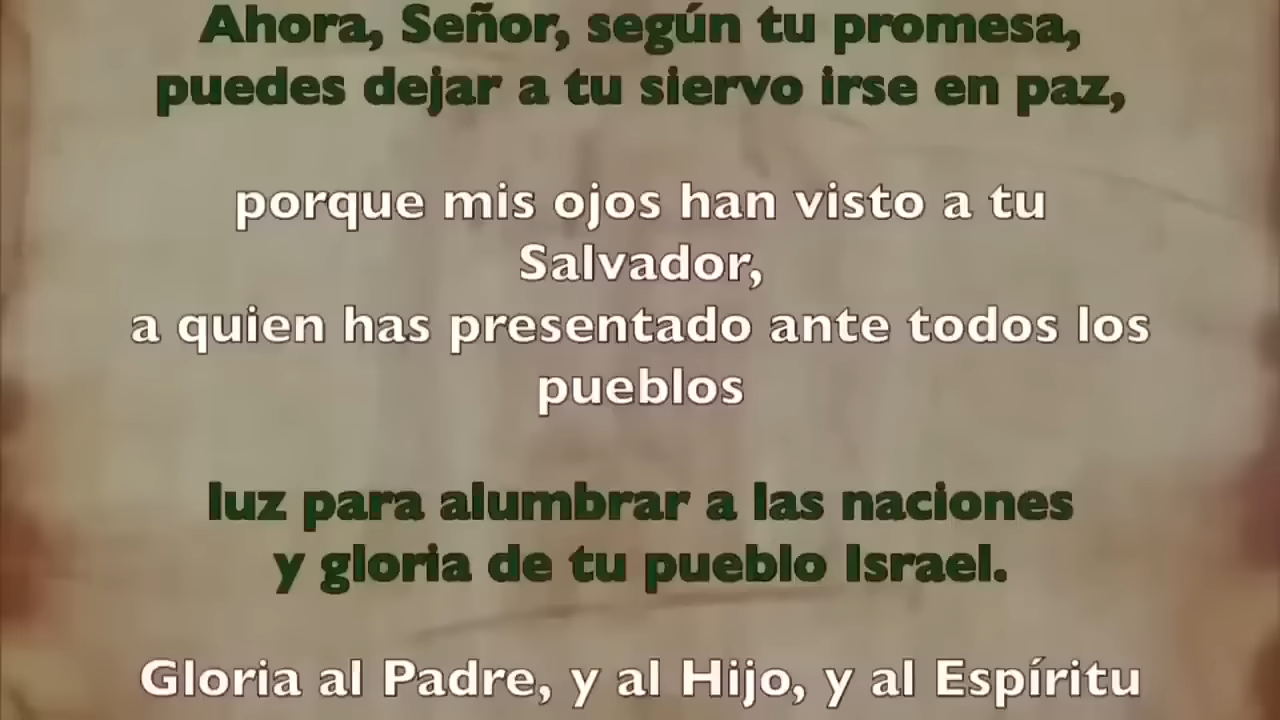 Ahora, Señor, según tu promesa,
puedes dejar a tu siervo irse en paz,
porque mis ojos han visto a tu
Salvador,
a quien has presentado ante todos los
pueblos
luz para alumbrar a las naciones
y gloria de tu pueblo Israel.
Gloria al Padre, y al Hijo, y al Espíritu